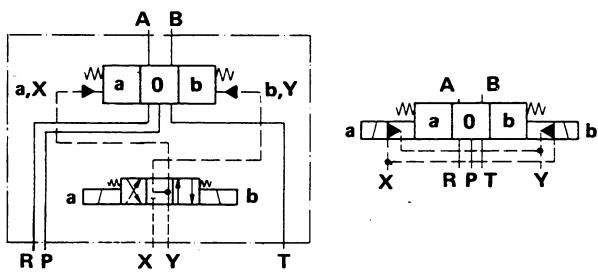 A B
a 0 b
a,X b,Y
a b
R P X Y T
A B
a 0 b
a b
X R P T Y